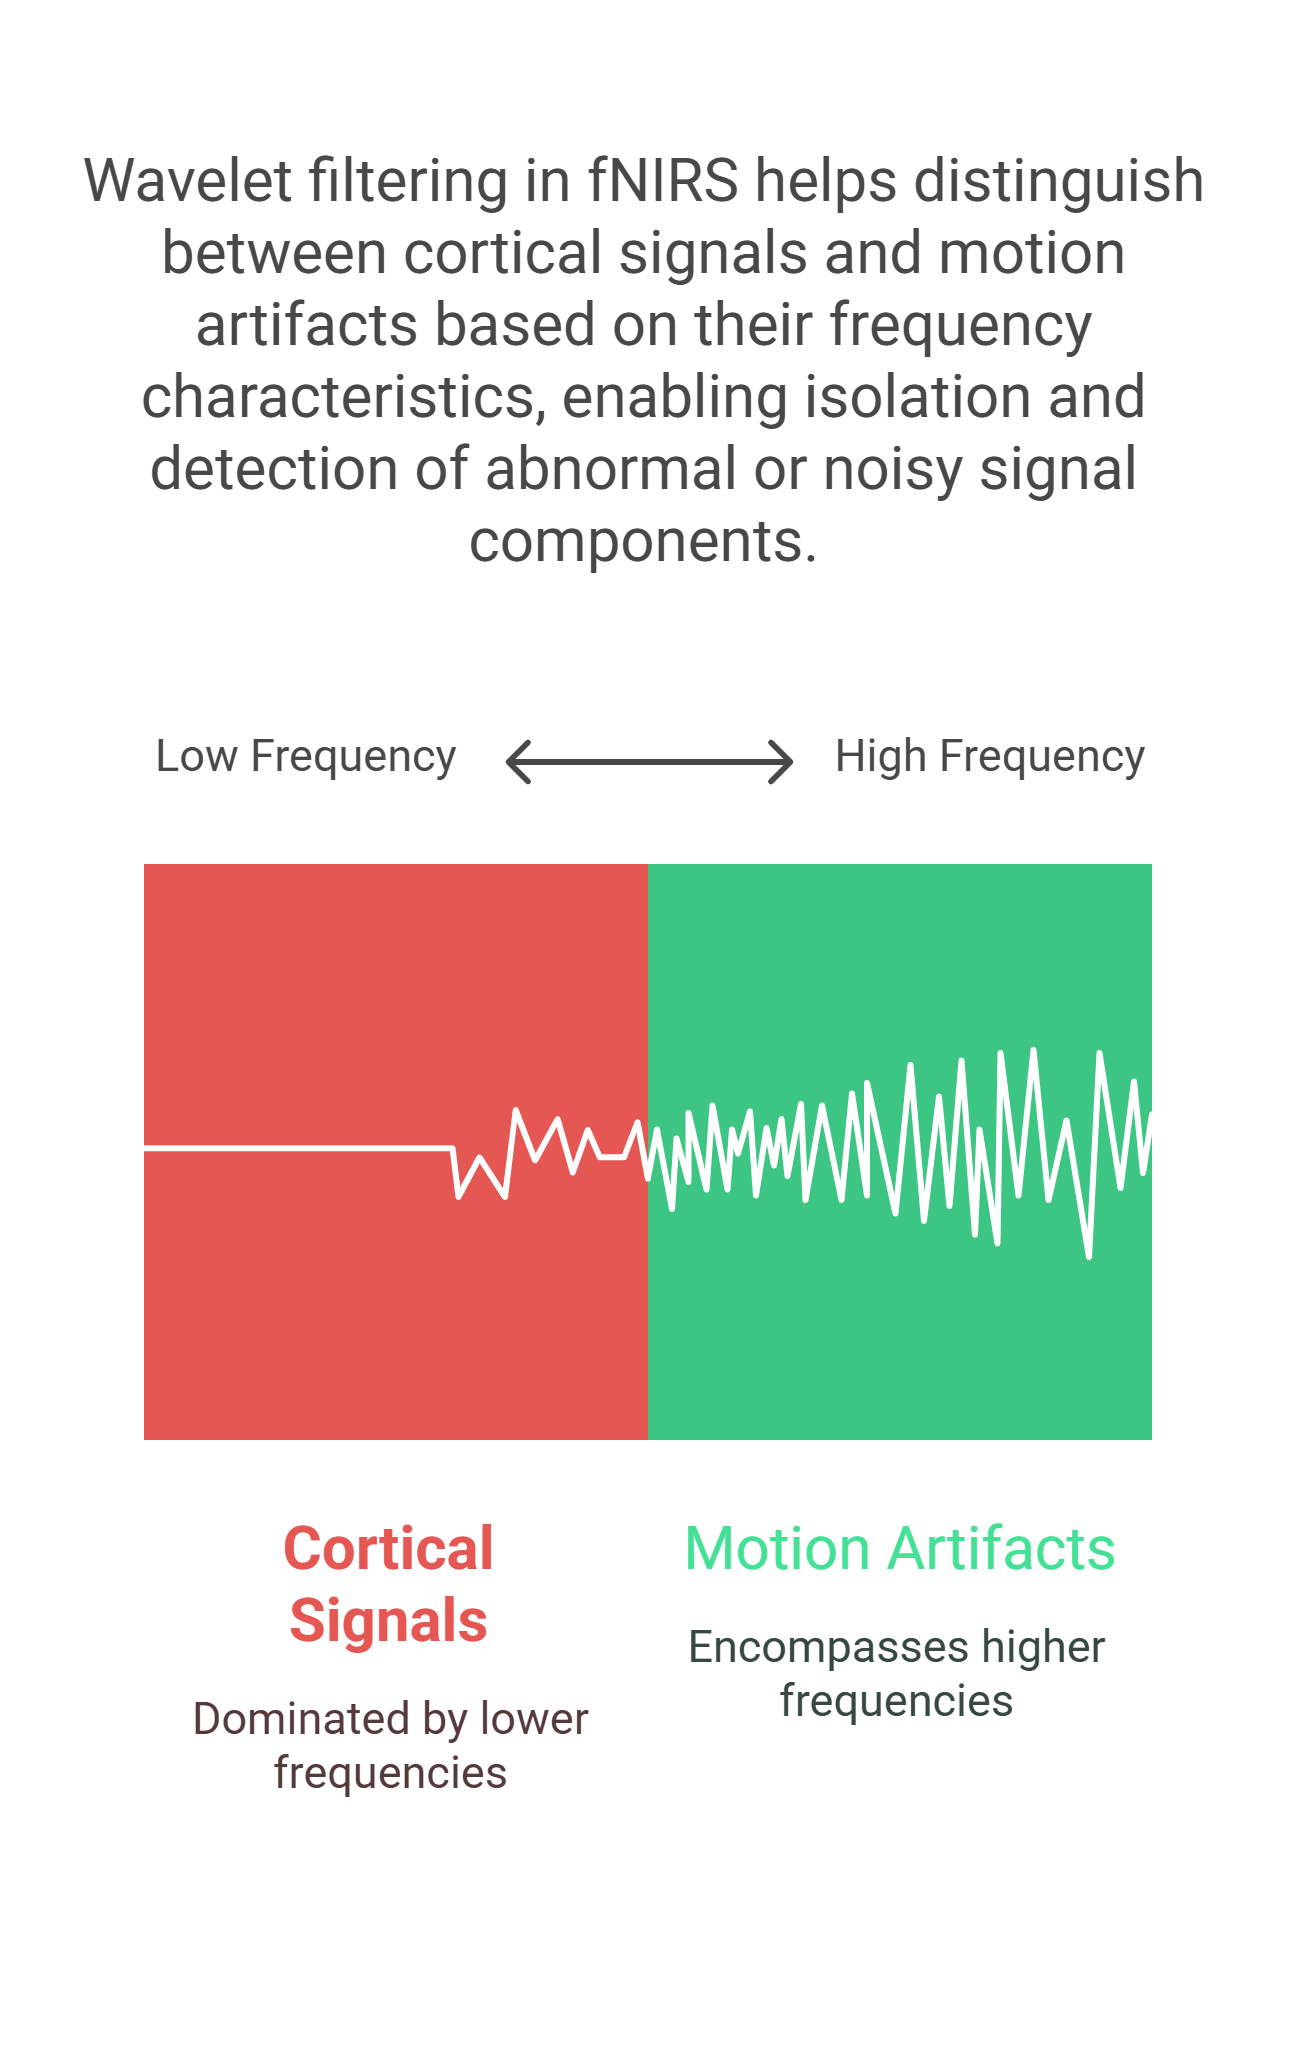 Wavelet filtering in fNIRS helps distinguish
between cortical signals and motion
artifacts based on their frequency
characteristics, enabling isolation and
detection of abnormal or noisy signal
components.
Low Frequency
High Frequency
Cortical
Signals
Dominated by lower
frequencies
Motion Artifacts
Encompasses higher
frequencies